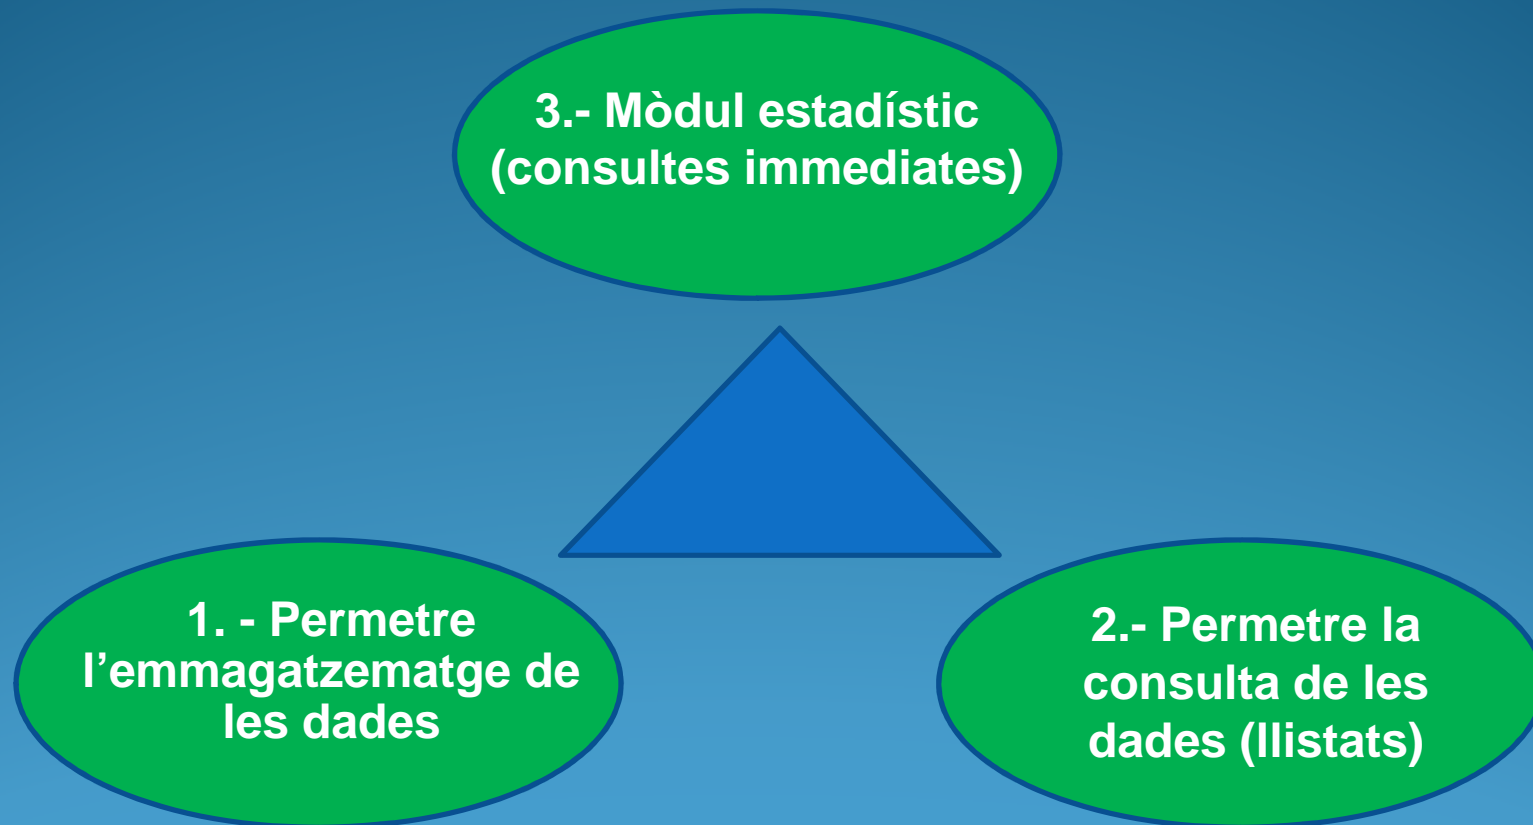 3.- Mòdul estadístic
(consultes immediates)
1. - Permetre
l’emmagatzematge de
les dades
2.- Permetre la
consulta de les
dades (llistats)